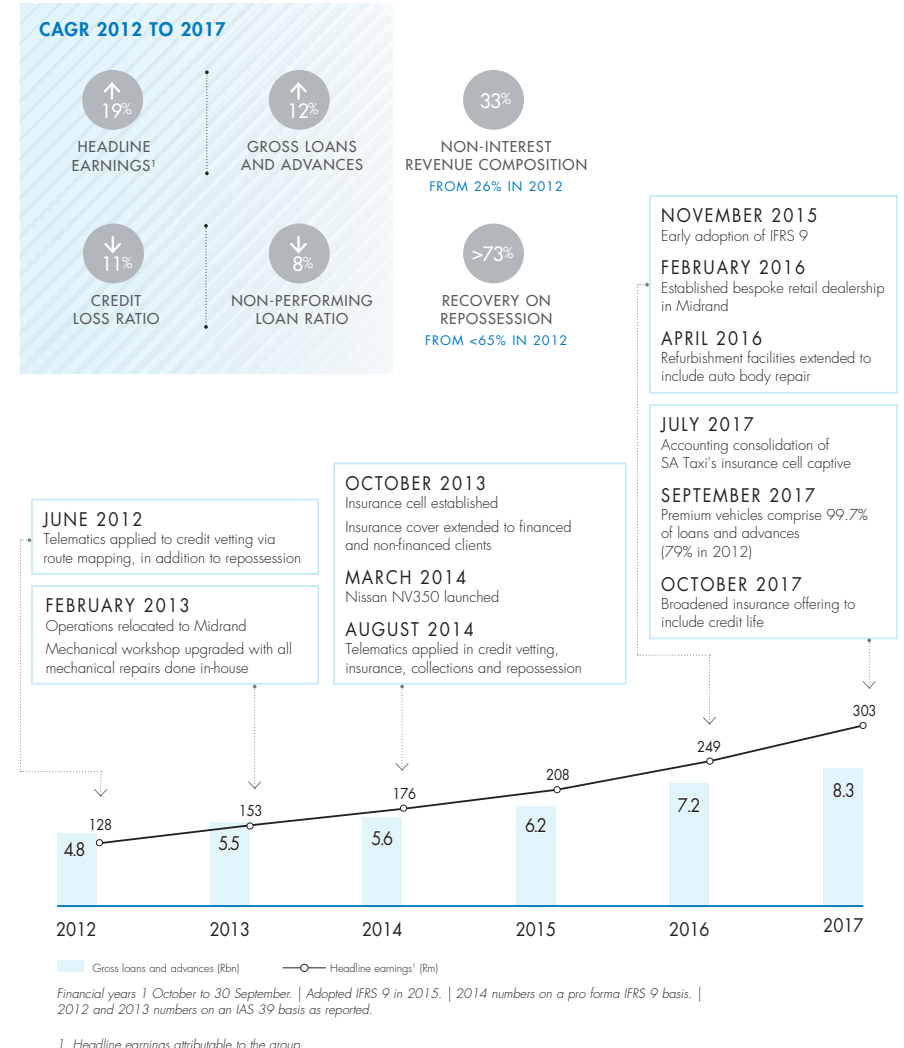 CAGR 2012 TO 2017
19%
HEADLINE
EARNINGS¹
12%
GROSS LOANS
AND ADVANCES
33%
NON-INTEREST
REVENUE COMPOSITION
FROM 26% IN 2012
11%
CREDIT
LOSS RATIO
8%
NON-PERFORMING
LOAN RATIO
>73%
RECOVERY ON
REPOSSESSION
FROM <65% IN 2012
JUNE 2012
Telematics applied to credit vetting via
route mapping, in addition to repossession
FEBRUARY 2013
Operations relocated to Midrand
Mechanical workshop upgraded with all
mechanical repairs done in-house
OCTOBER 2013
Insurance cell established
Insurance cover extended to financed
and non-financed clients
MARCH 2014
Nissan NV350 launched
AUGUST 2014
Telematics applied in credit vetting,
insurance, collections and repossession
NOVEMBER 2015
Early adoption of IFRS 9
FEBRUARY 2016
Established bespoke retail dealership
in Midrand
APRIL 2016
Refurbishment facilities extended to
include auto body repair
JULY 2017
Accounting consolidation of
SA Taxi's insurance cell captive
SEPTEMBER 2017
Premium vehicles comprise 99.7%
of loans and advances
(79% in 2012)
OCTOBER 2017
Broadened insurance offering to
include credit life
128
153
176
208
249
303
4.8
5.5
5.6
6.2
7.2
8.3
2012
2013
2014
2015
2016
2017
Gross loans and advances (Rbn)
Headline earnings¹ (Rm)
Financial years 1 October to 30 September. | Adopted IFRS 9 in 2015. | 2014 numbers on a pro forma IFRS 9 basis. |
2012 and 2013 numbers on an IAS 39 basis as reported.
1 Headline earnings attributable to the group.